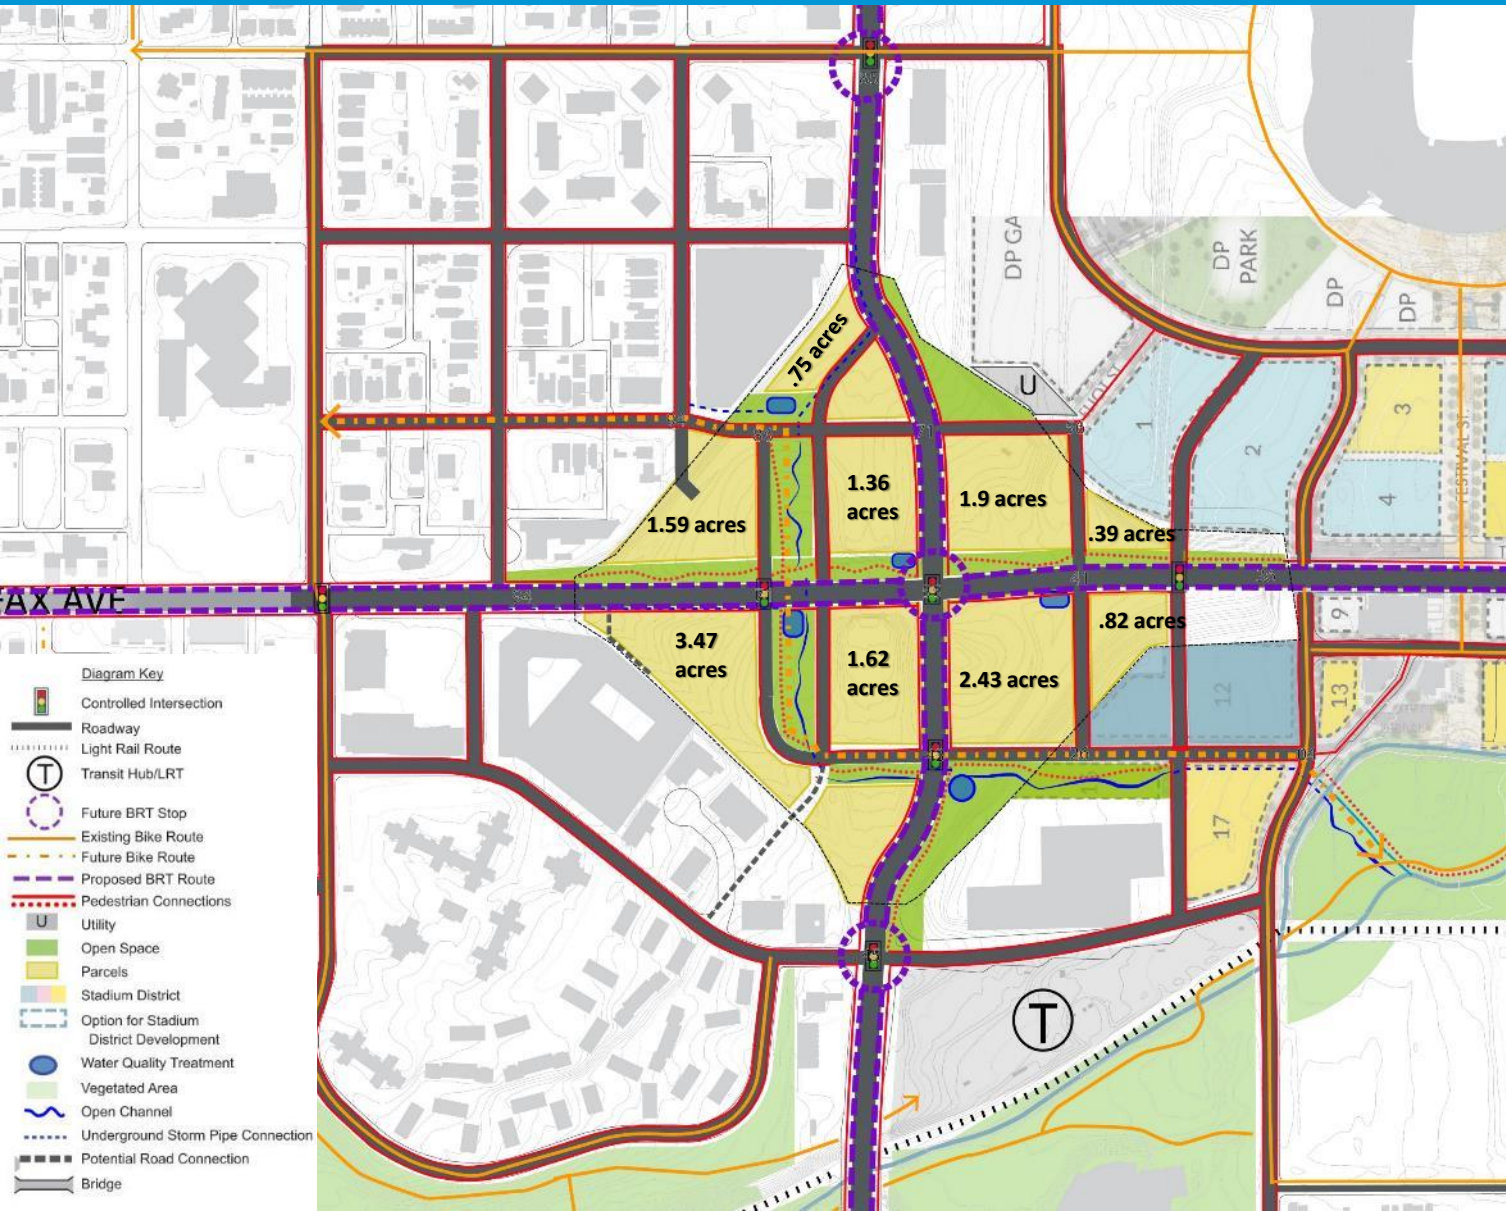 DP GA
DP
PARK
DP
DP
.75 acres
U
1
2
3
4
FESTIVAL ST.
1.36
acres
1.9 acres
1.59 acres
.39 acres
FAX AVE
3.47
acres
1.62
acres
2.43 acres
.82 acres
9
12
13
17
T
Diagram Key
Controlled Intersection
Roadway
Light Rail Route
T
Transit Hub/LRT
Future BRT Stop
Existing Bike Route
Future Bike Route
Proposed BRT Route
Pedestrian Connections
U
Utility
Open Space
Parcels
Stadium District
Option for Stadium
District Development
Water Quality Treatment
Vegetated Area
Open Channel
Underground Storm Pipe Connection
Potential Road Connection
Bridge